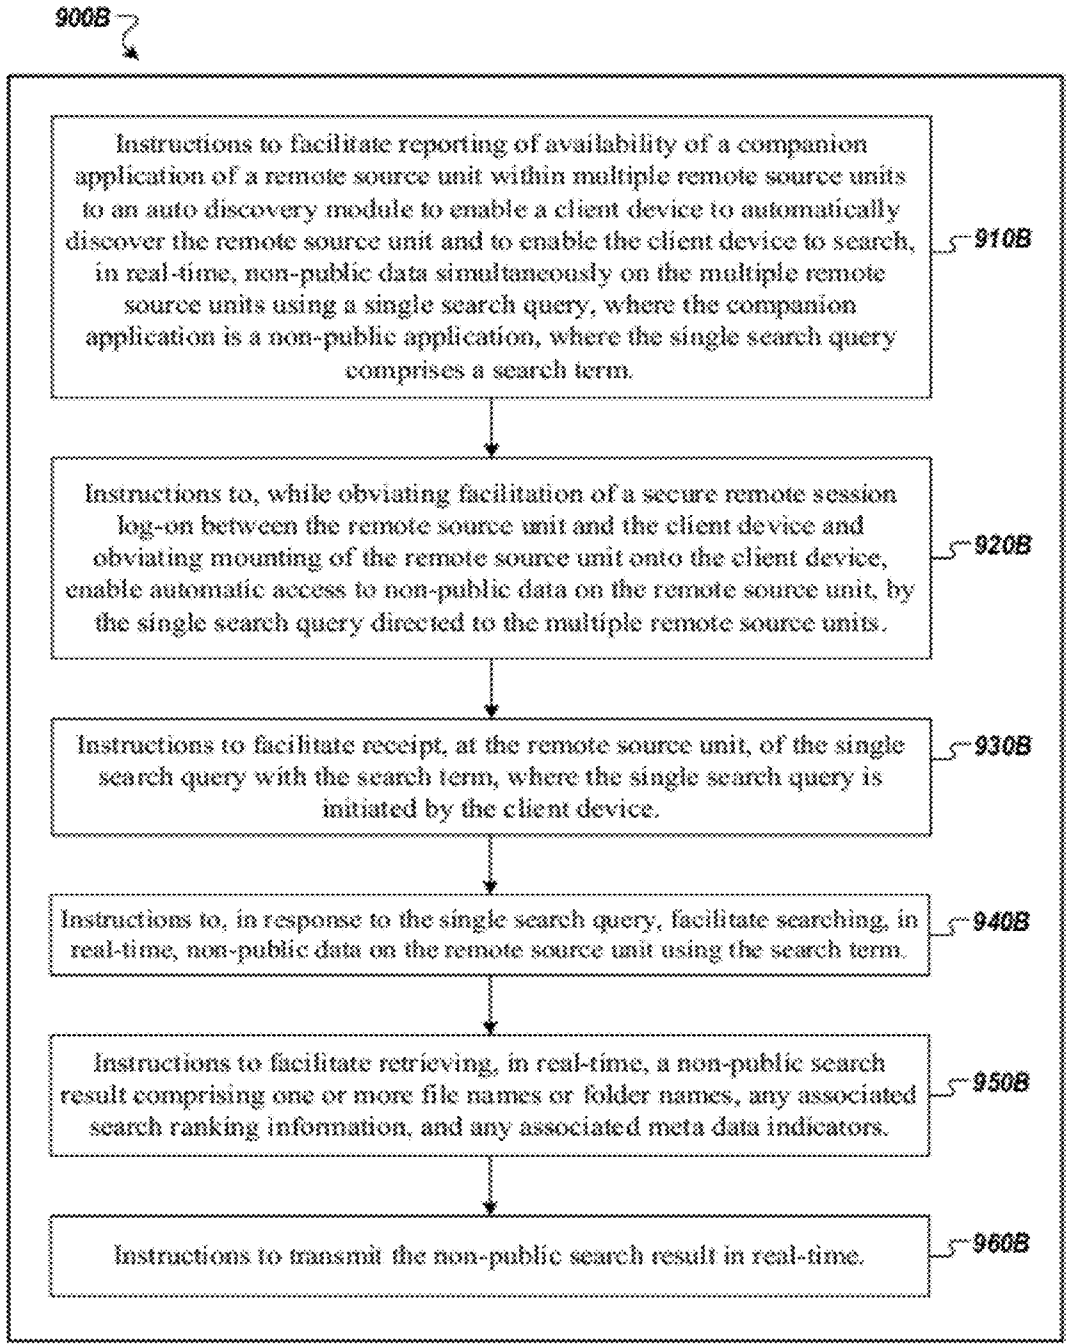 900B
Instructions to facilitate reporting of availability of a companion
application of a remote source unit within multiple remote source units
to an auto discovery module to enable a client device to automatically
discover the remote source unit and to enable the client device to search,
in real-time, non-public data simultaneously on the multiple remote
source units using a single search query, where the companion
application is a non-public application, where the single search query
comprises a search term.
910B
Instructions to, while obviating facilitation of a secure remote session
log-on between the remote source unit and the client device and
obviating mounting of the remote source unit onto the client device,
enable automatic access to non-public data on the remote source unit, by
the single search query directed to the multiple remote source units.
920B
Instructions to facilitate receipt, at the remote source unit, of the single
search query with the search term, where the single search query is
initiated by the client device.
930B
Instructions to, in response to the single search query, facilitate searching, in
real-time, non-public data on the remote source unit using the search term.
940B
Instructions to facilitate retrieving, in real-time, a non-public search
result comprising one or more file names or folder names, any associated
search ranking information, and any associated meta data indicators.
950B
Instructions to transmit the non-public search result in real-time.
960B